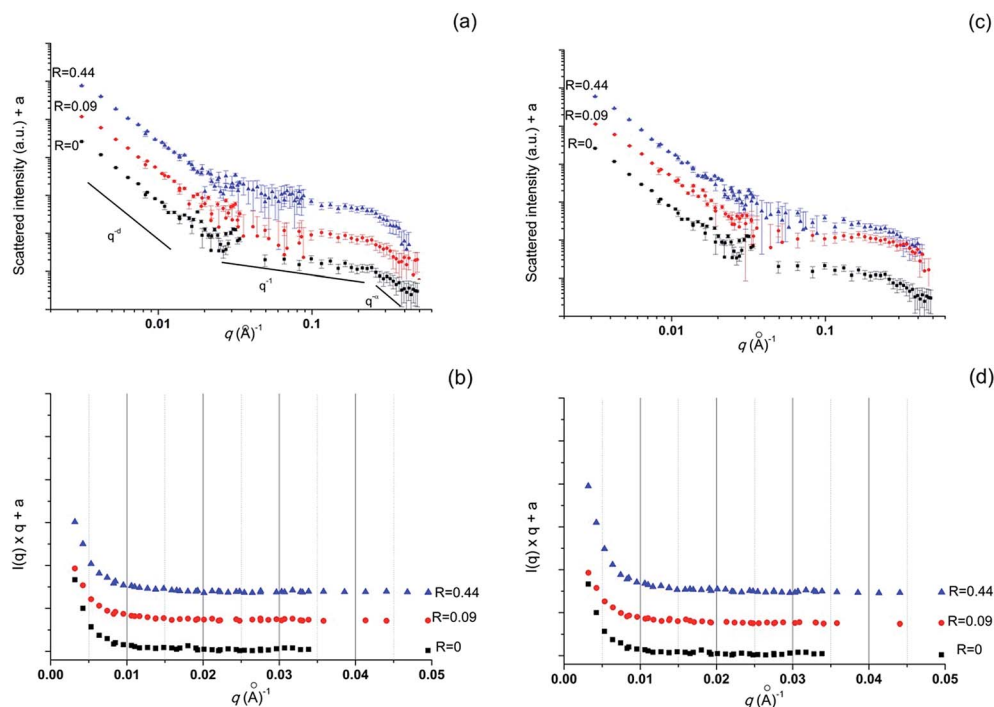 (a)
Scattered intensity (a.u.) + a
R=0.44
R=0.09
R=0
q⁻ᵈ
q⁻¹
q⁻ᵅ
0.01
0.1
q (Å)⁻¹
(c)
Scattered intensity (a.u.) + a
R=0.44
R=0.09
R=0
0.01
0.1
q (Å)⁻¹
(b)
I(q) x q + a
R=0.44
R=0.09
R=0
0.00
0.01
0.02
0.03
0.04
0.05
q (Å)⁻¹
(d)
I(q) x q + a
R=0.44
R=0.09
R=0
0.00
0.01
0.02
0.03
0.04
0.05
q (Å)⁻¹